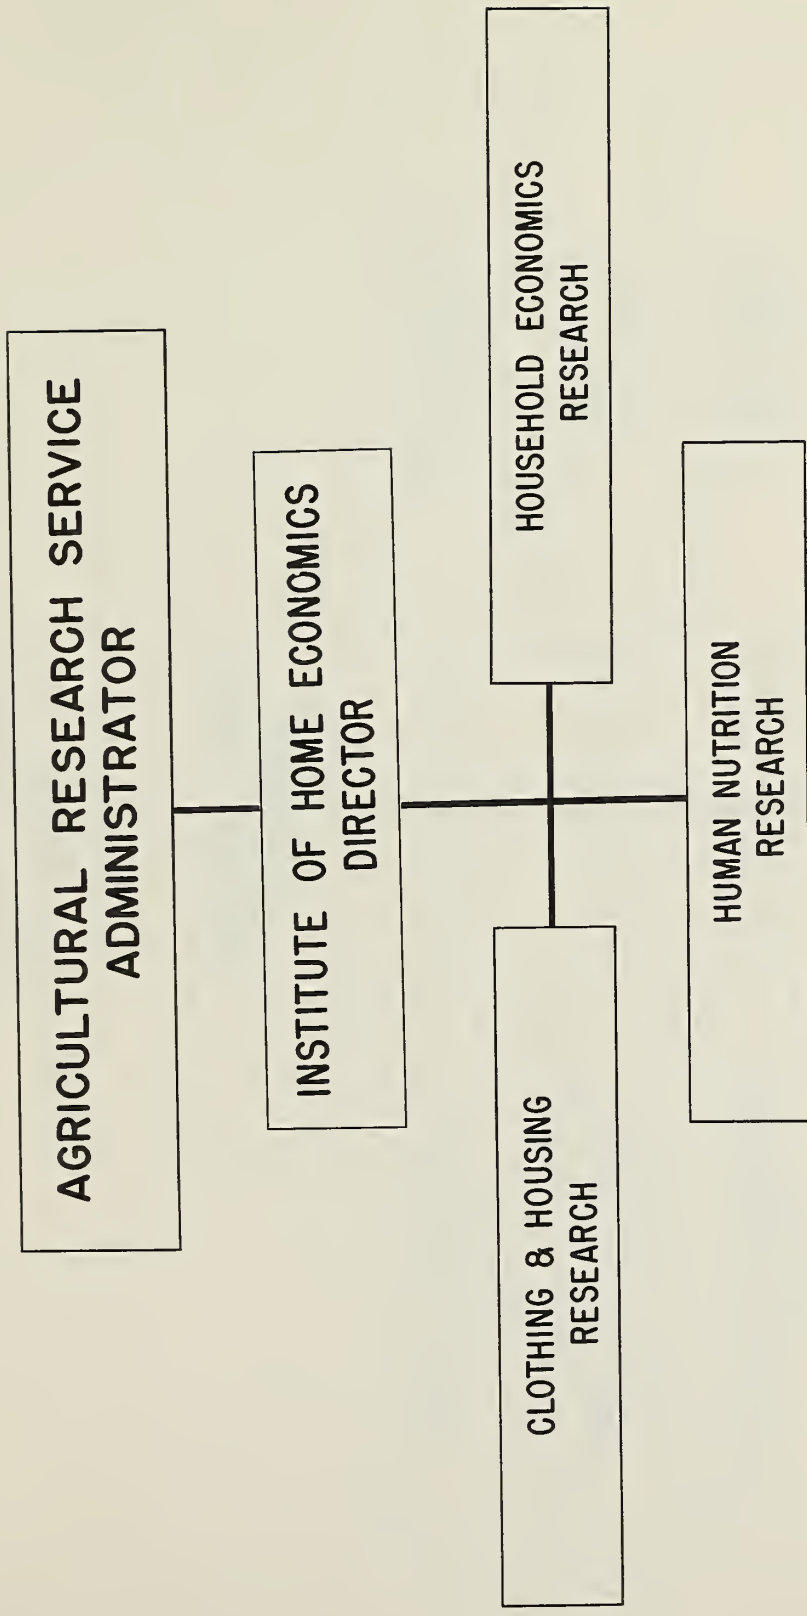 AGRICULTURAL RESEARCH SERVICE
ADMINISTRATOR
INSTITUTE OF HOME ECONOMICS
DIRECTOR
CLOTHING & HOUSING
RESEARCH
HOUSEHOLD ECONOMICS
RESEARCH
HUMAN NUTRITION
RESEARCH